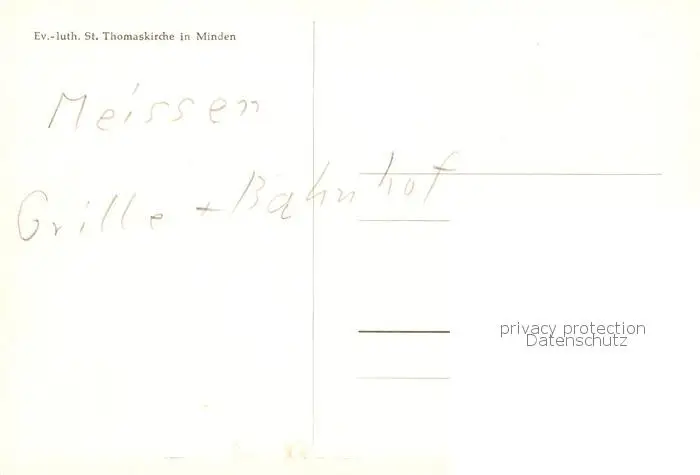 Ev.-luth. St. Thomaskirche in Minden
Meissen
Grille + Bahnhof
privacy protection
Datenschutz